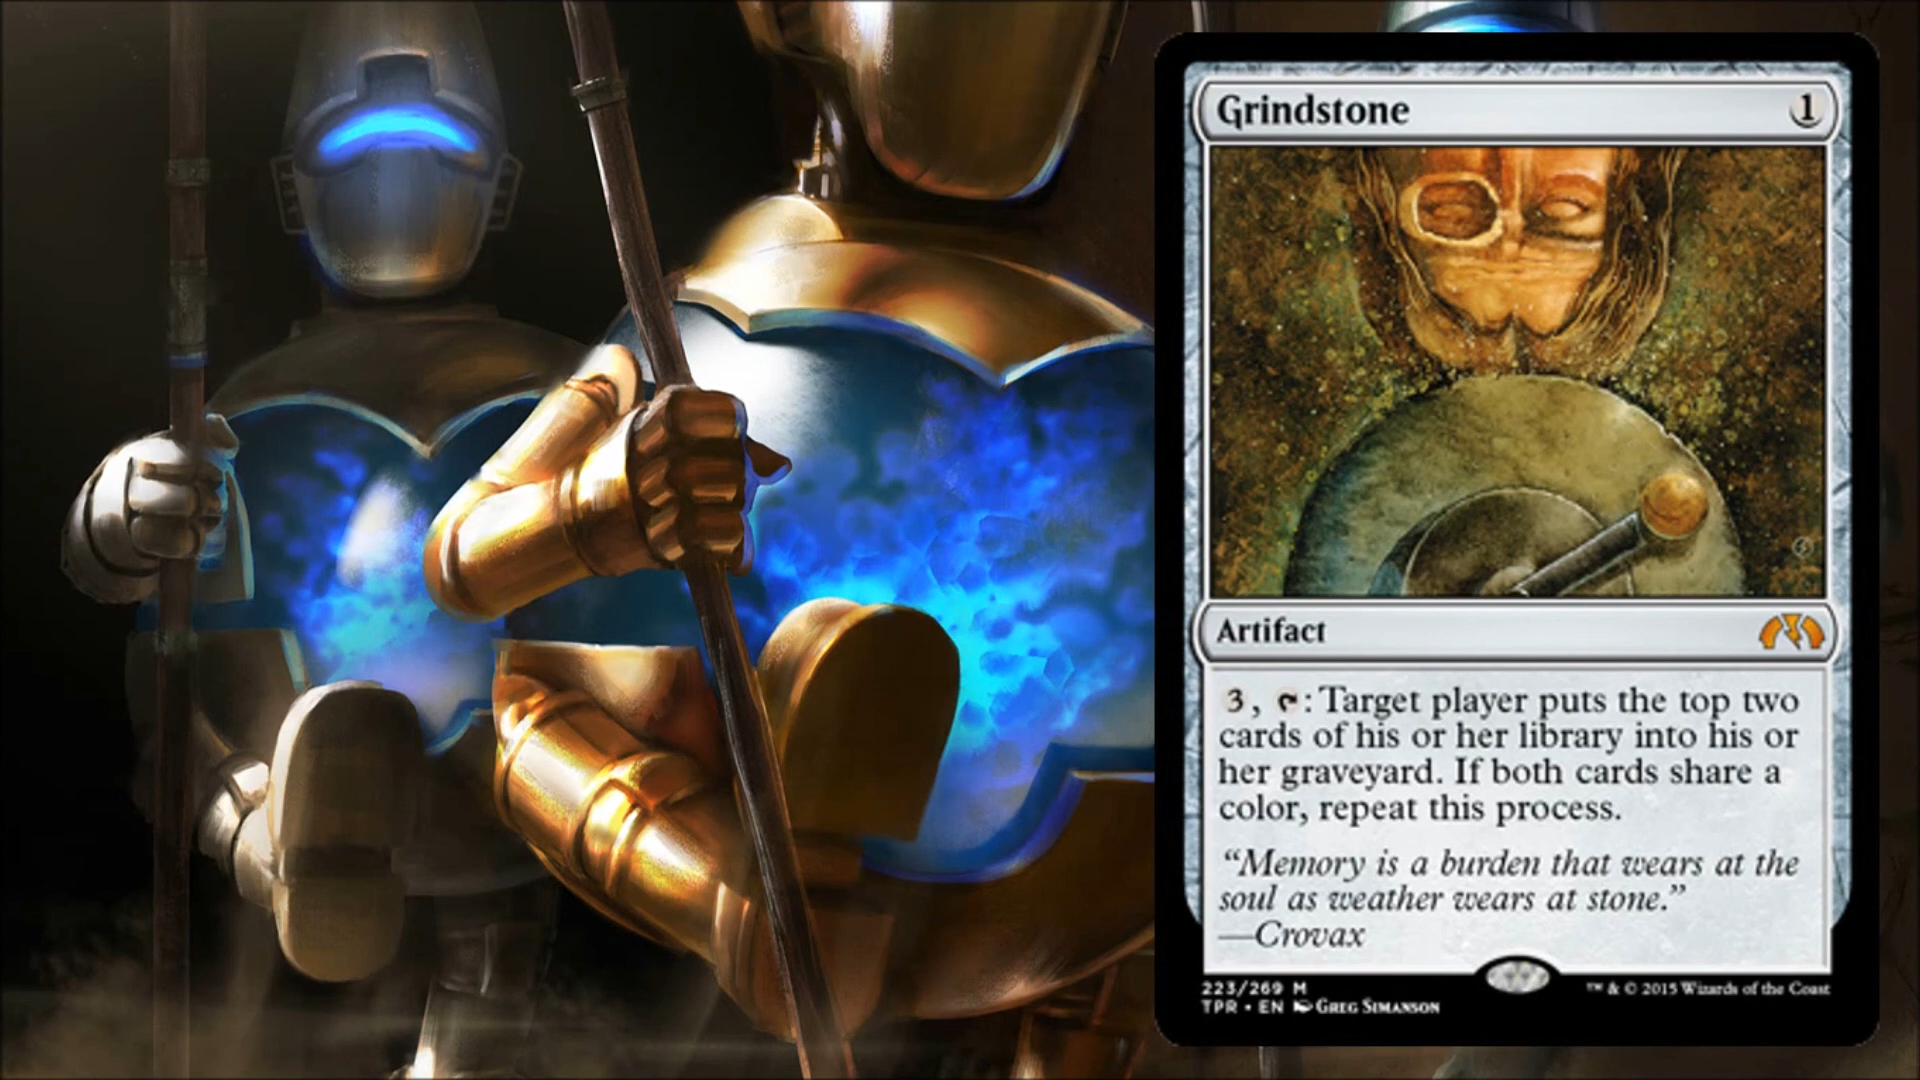 Grindstone 1
Artifact
3, : Target player puts the top two
cards of his or her library into his or
her graveyard. If both cards share a
color, repeat this process.
“Memory is a burden that wears at the
soul as weather wears at stone.”
—Crovax
223/269 M
TPR • EN Greg Simanson
™ & © 2015 Wizards of the Coast